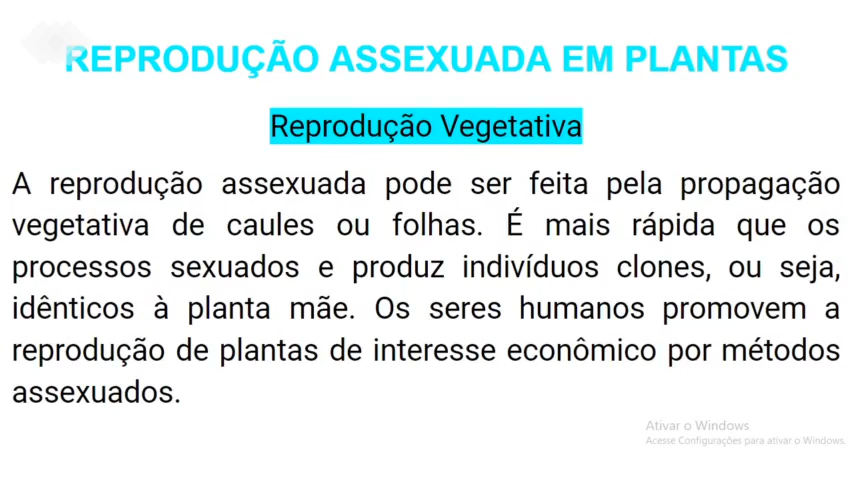 REPRODUÇÃO ASSEXUADA EM PLANTAS
Reprodução Vegetativa
A reprodução assexuada pode ser feita pela propagação
vegetativa de caules ou folhas. É mais rápida que os
processos sexuados e produz indivíduos clones, ou seja,
idênticos à planta mãe. Os seres humanos promovem a
reprodução de plantas de interesse econômico por métodos
assexuados.
Ativar o Windows
Acesse Configurações para ativar o Windows.